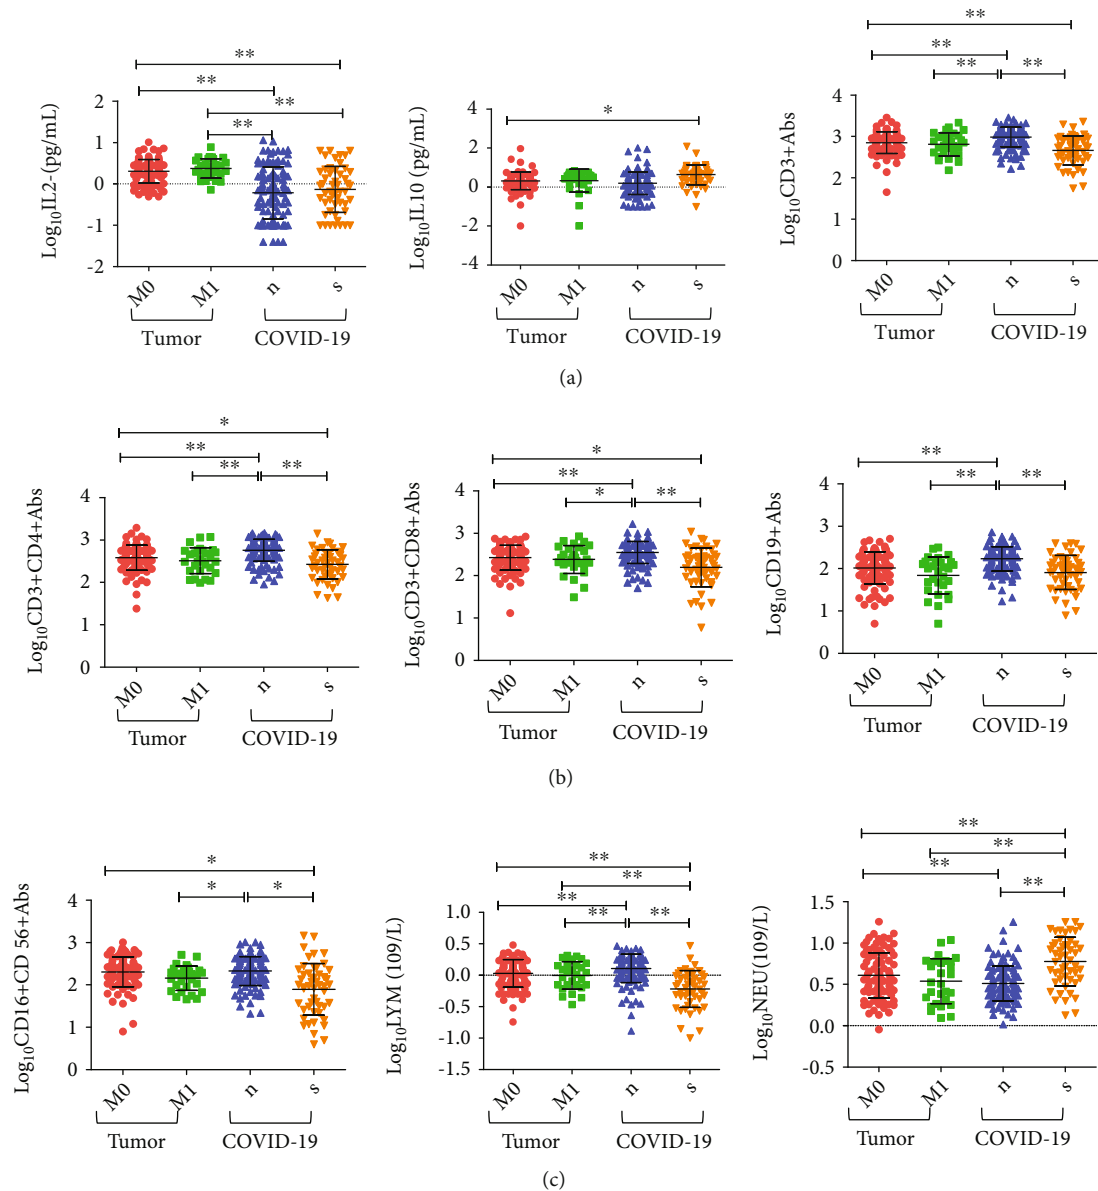 ** ** ** **
Log10IL2-(pg/mL)
2
1
0
-1
-2
M0 M1 n s
Tumor COVID-19
*
Log10IL10 (pg/mL)
4
2
0
-2
-4
M0 M1 n s
Tumor COVID-19
** ** ** **
Log10CD3+Abs
4
3
2
1
0
M0 M1 n s
Tumor COVID-19
(a)
* ** ** **
Log10CD3+CD4+Abs
4
3
2
1
0
M0 M1 n s
Tumor COVID-19
* ** * **
Log10CD3+CD8+Abs
4
3
2
1
0
M0 M1 n s
Tumor COVID-19
** ** **
Log10CD19+Abs
4
3
2
1
0
M0 M1 n s
Tumor COVID-19
(b)
* * *
Log10CD16+CD 56+Abs
4
3
2
1
0
M0 M1 n s
Tumor COVID-19
** ** ** ** **
Log10LYM (109/L)
1.0
0.5
0.0
-0.5
-1.0
-1.5
M0 M1 n s
Tumor COVID-19
** ** ** **
Log10NEU(109/L)
1.5
1.0
0.5
0.0
-0.5
M0 M1 n s
Tumor COVID-19
(c)